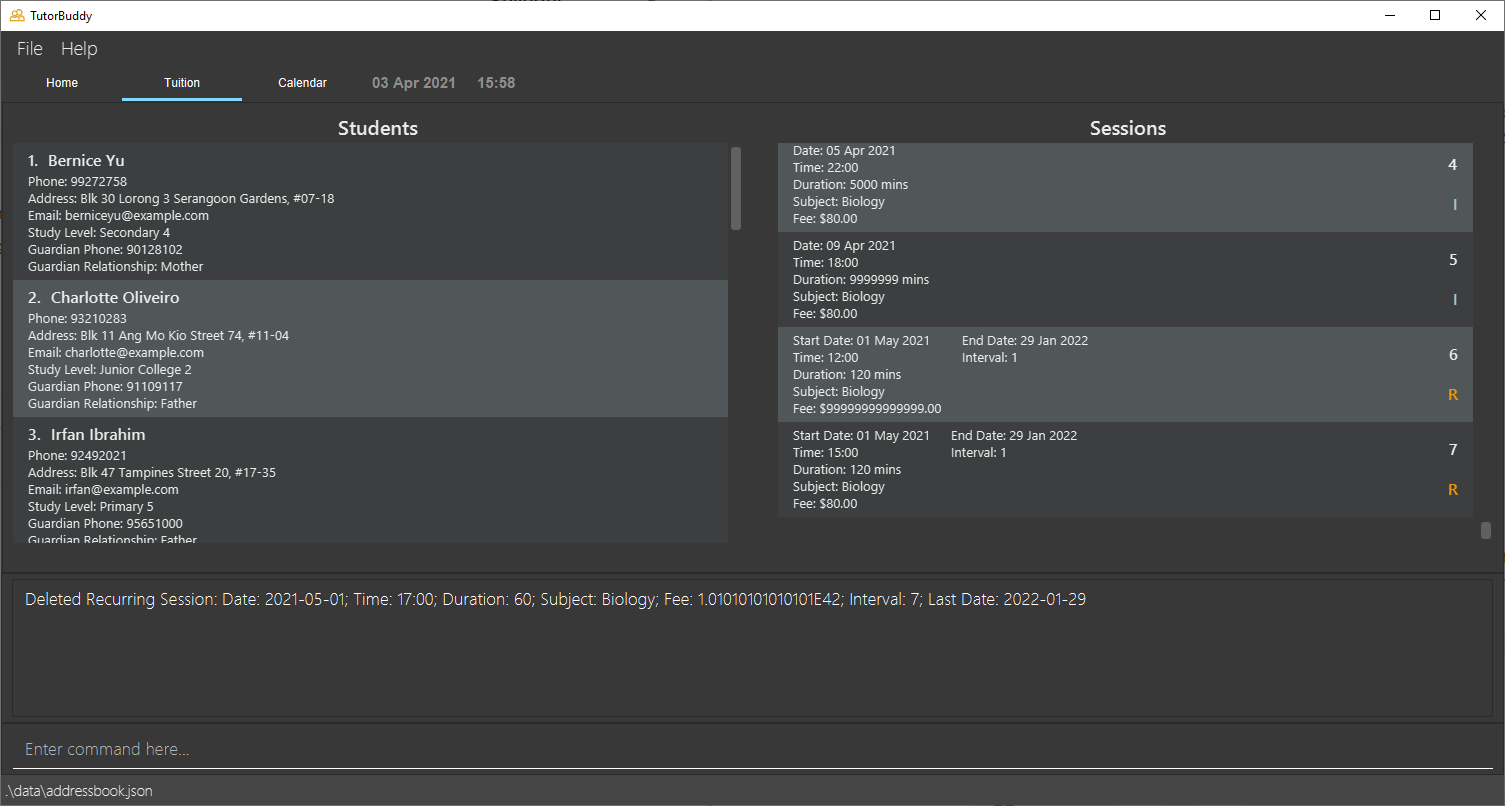 TutorBuddy
File Help
Home Tuition Calendar 03 Apr 2021 15:58
Students
1. Bernice Yu
Phone: 99272758
Address: Blk 30 Lorong 3 Serangoon Gardens, #07-18
Email: berniceyu@example.com
Study Level: Secondary 4
Guardian Phone: 90128102
Guardian Relationship: Mother
2. Charlotte Oliveiro
Phone: 93210283
Address: Blk 11 Ang Mo Kio Street 74, #11-04
Email: charlotte@example.com
Study Level: Junior College 2
Guardian Phone: 91109117
Guardian Relationship: Father
3. Irfan Ibrahim
Phone: 92492021
Address: Blk 47 Tampines Street 20, #17-35
Email: irfan@example.com
Study Level: Primary 5
Guardian Phone: 95651000
Guardian Relationship: Father
Sessions
Date: 05 Apr 2021
4
Time: 22:00
Duration: 5000 mins
Subject: Biology
I
Fee: $80.00
Date: 09 Apr 2021
5
Time: 18:00
Duration: 9999999 mins
Subject: Biology
I
Fee: $80.00
Start Date: 01 May 2021 End Date: 29 Jan 2022
6
Time: 12:00 Interval: 1
Duration: 120 mins
Subject: Biology
R
Fee: $99999999999999.00
Start Date: 01 May 2021 End Date: 29 Jan 2022
7
Time: 15:00 Interval: 1
Duration: 120 mins
Subject: Biology
R
Fee: $80.00
Deleted Recurring Session: Date: 2021-05-01; Time: 17:00; Duration: 60; Subject: Biology; Fee: 1.01010101010101E42; Interval: 7; Last Date: 2022-01-29
Enter command here...
.\data\addressbook.json